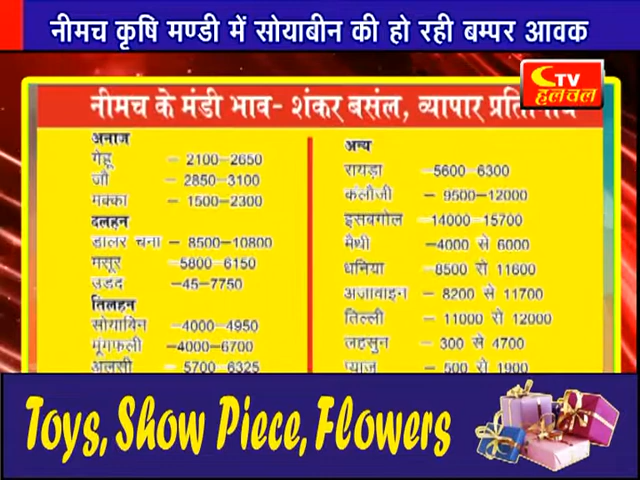 नीमच कृषि मण्डी में सोयाबीन की हो रही बम्पर आवक
TV
हलचल
नीमच के मंडी भाव- शंकर बसंल, व्यापार
अनाज
गेहू – 2100-2650
जौ – 2850-3100
मक्का – 1500-2300
दलहन
डालर चना – 8500-10800
मसूर –5800-6150
उड़द –45-7750
तिलहन
सोयाबिन –4000-4950
मूंगफली –4000-6700
अलसी – 5700-6325
अन्य
रायड़ा –5600-6300
कलौजी – 9500-12000
इसबगोल –14000-15700
मैथी –4000 से 6000
धनिया –8500 से 11600
अज़ावाइन – 8200 से 11700
तिल्ली – 11000 से 12000
लहसुन – 300 से 4700
प्याज – 500 से 1900
Toys, Show Piece, Flowers